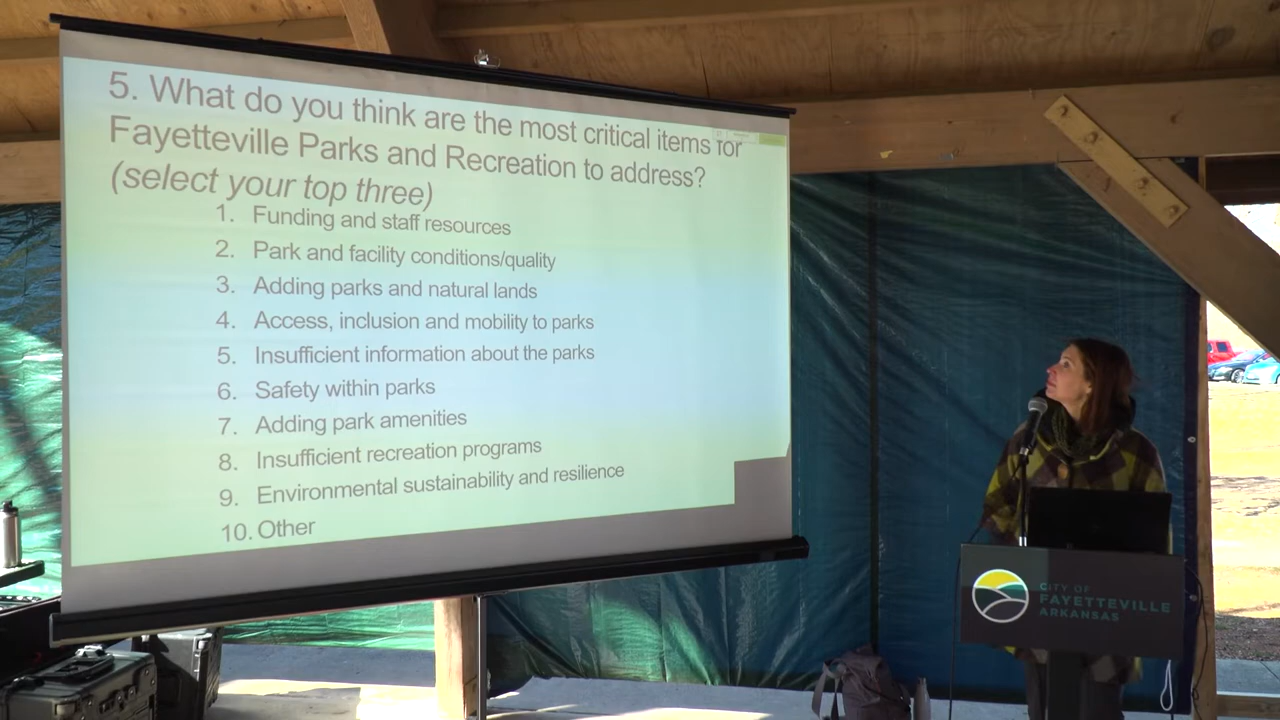 5. What do you think are the most critical items for
Fayetteville Parks and Recreation to address?
(select your top three)
1. Funding and staff resources
2. Park and facility conditions/quality
3. Adding parks and natural lands
4. Access, inclusion and mobility to parks
5. Insufficient information about the parks
6. Safety within parks
7. Adding park amenities
8. Insufficient recreation programs
9. Environmental sustainability and resilience
10. Other
CITY OF
FAYETTEVILLE
ARKANSAS